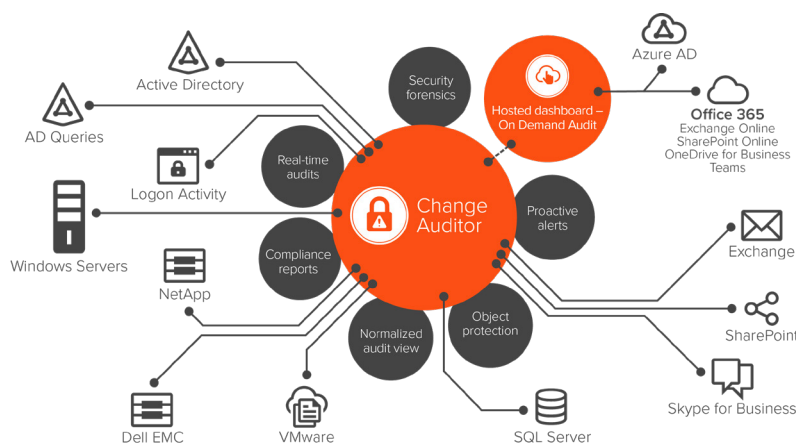 Azure AD
Active Directory
Security
forensics
Hosted dashboard –
On Demand Audit
Office 365
Exchange Online
SharePoint Online
OneDrive for Business
Teams
AD Queries
Real-time
audits
Logon Activity
Change
Auditor
Proactive
alerts
Windows Servers
Compliance
reports
Exchange
NetApp
Normalized
audit view
Object
protection
SharePoint
Skype for Business
Dell EMC
VMware
SQL Server